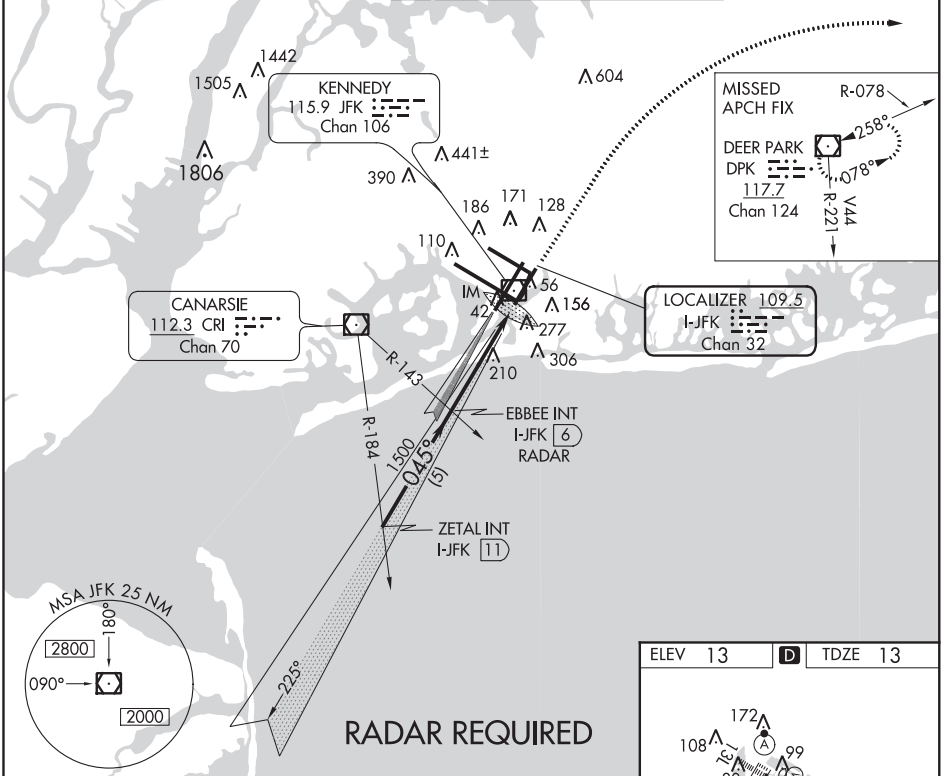 1442
1505
1806
KENNEDY
115.9 JFK
Chan 106
604
MISSED
APCH FIX
R-078
258°
078°
DEER PARK
DPK
117.7
Chan 124
R-221
V44
441±
390
186
171
128
110
IM
42
56
156
277
306
210
CANARSIE
112.3 CRI
Chan 70
LOCALIZER 109.5
I-JFK
Chan 32
R-143
R-184
EBBEE INT
I-JFK 6
RADAR
1500
045°
(5)
ZETAL INT
I-JFK 11
MSA JFK 25 NM
180°
2800
090°
2000
225°
RADAR REQUIRED
ELEV 13 D TDZE 13
172
A
108
99
13L